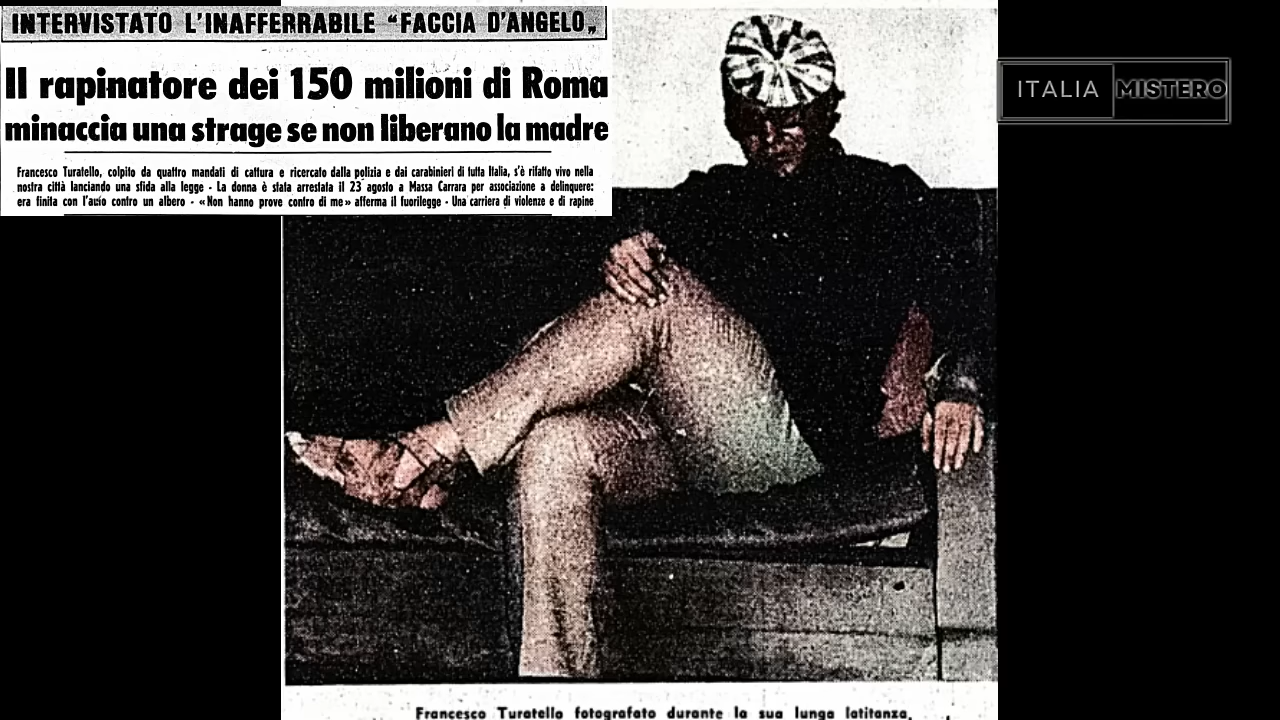 INTERVISTATO L'INAFFERRABILE “FACCIA D'ANGELO„
Il rapinatore dei 150 milioni di Roma
minaccia una strage se non liberano la madre
Francesco Turatello, colpito da quattro mandati di cattura e ricercato dalla polizia e dai carabinieri di tutta Italia, s'è rifatto vivo nella
nostra città lanciando una sfida alla legge - La donna è stata arrestata il 23 agosto a Massa Carrara per associazione a delinquere:
era finita con l'auto contro un albero - «Non hanno prove contro di me» afferma il fuorilegge - Una carriera di violenze e di rapine
ITALIA MISTERO
Francesco Turatello fotografato durante la sua lunga latitanza.